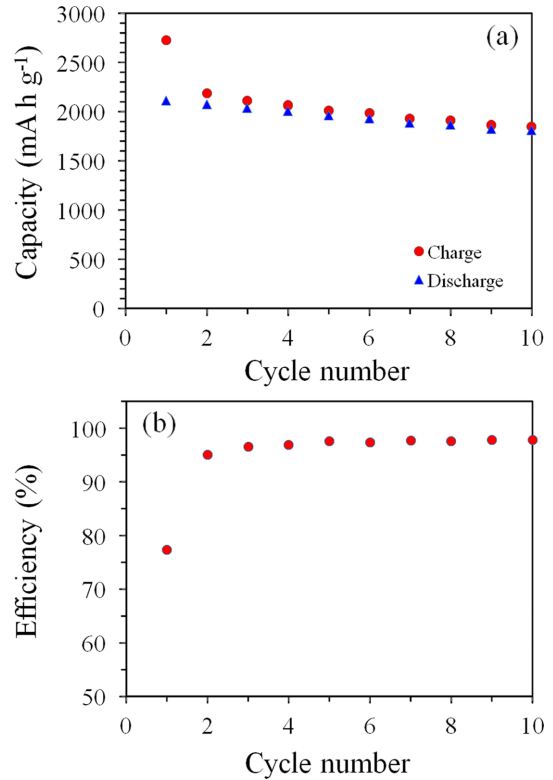 (a)
Capacity (mA h g-1)
3000
2500
2000
1500
1000
500
0
Charge
Discharge
0 2 4 6 8 10
Cycle number
(b)
Efficiency (%)
100
90
80
70
60
50
0 2 4 6 8 10
Cycle number